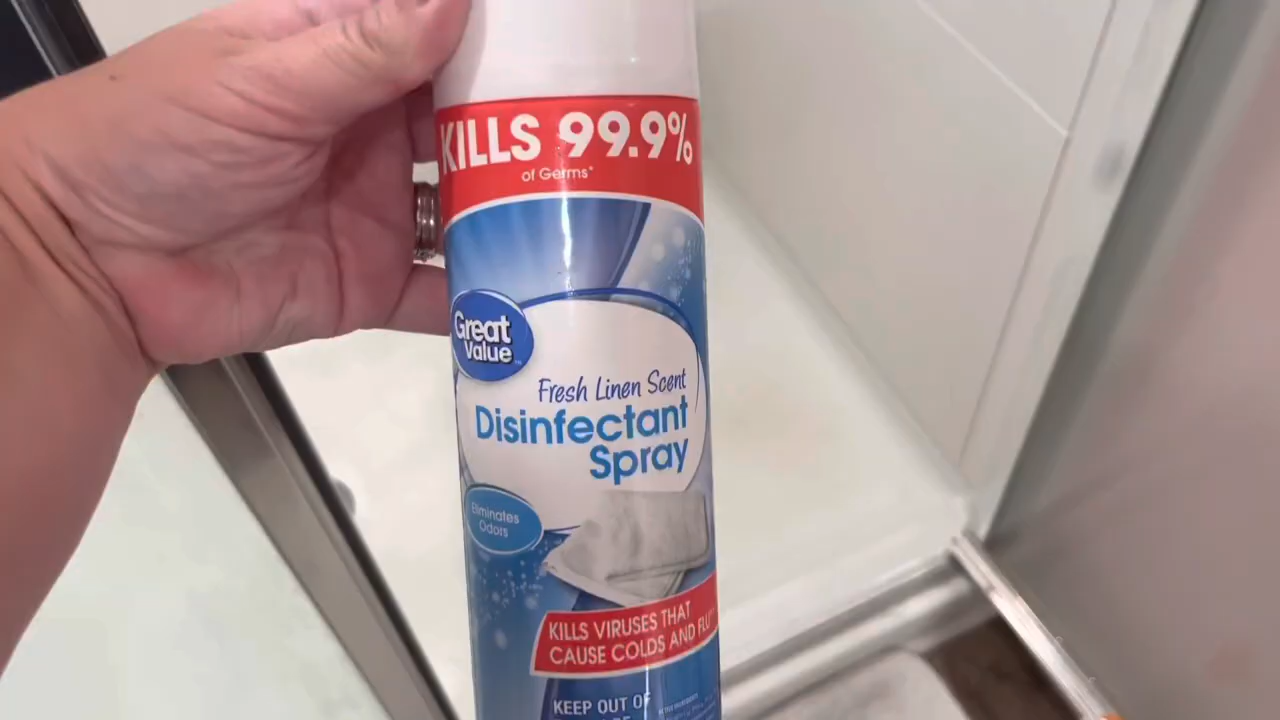 KILLS 99.9%
of Germs*
Great
Value
Fresh Linen Scent
Disinfectant
Spray
Eliminates
Odors
KILLS VIRUSES THAT
CAUSE COLDS AND FLU
KEEP OUT OF